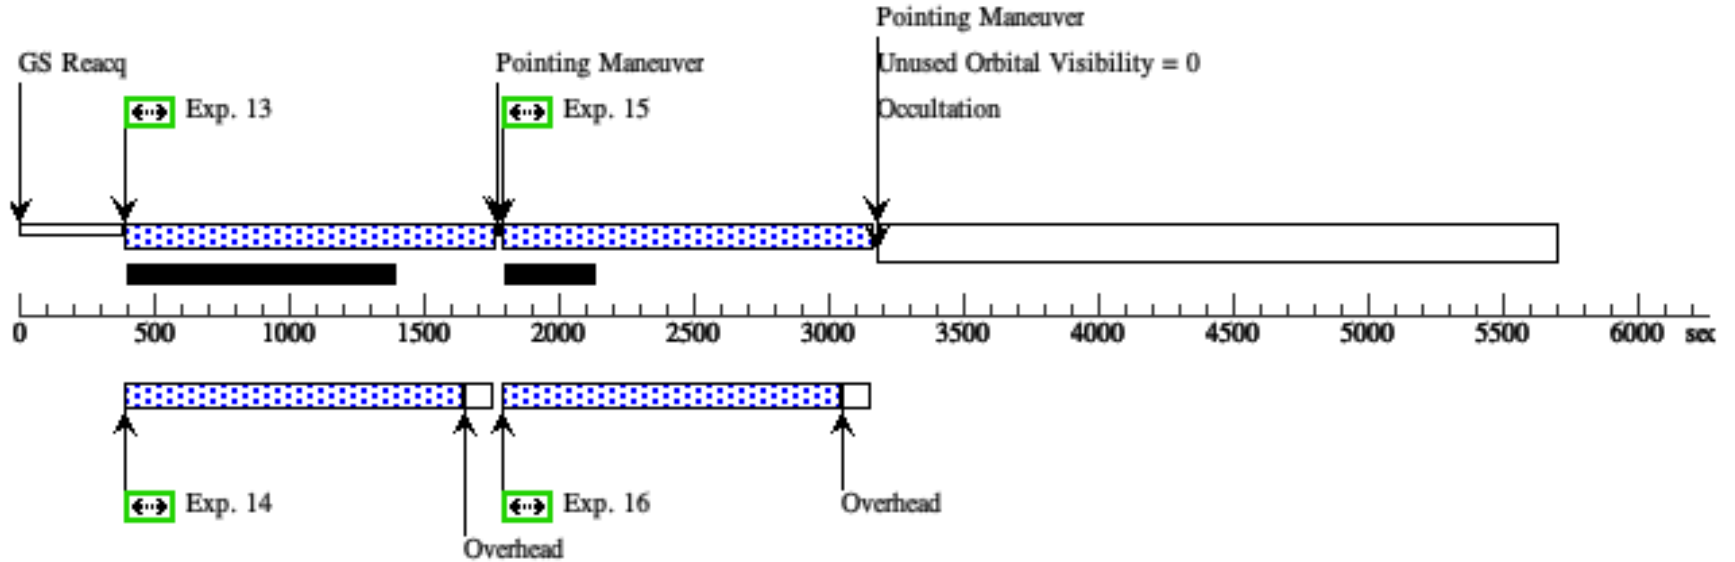 Pointing Maneuver
GS Reacq Pointing Maneuver Unused Orbital Visibility = 0
Exp. 13 Exp. 15 Occultation
0 500 1000 1500 2000 2500 3000 3500 4000 4500 5000 5500 6000 sec
Exp. 14 Exp. 16 Overhead
Overhead